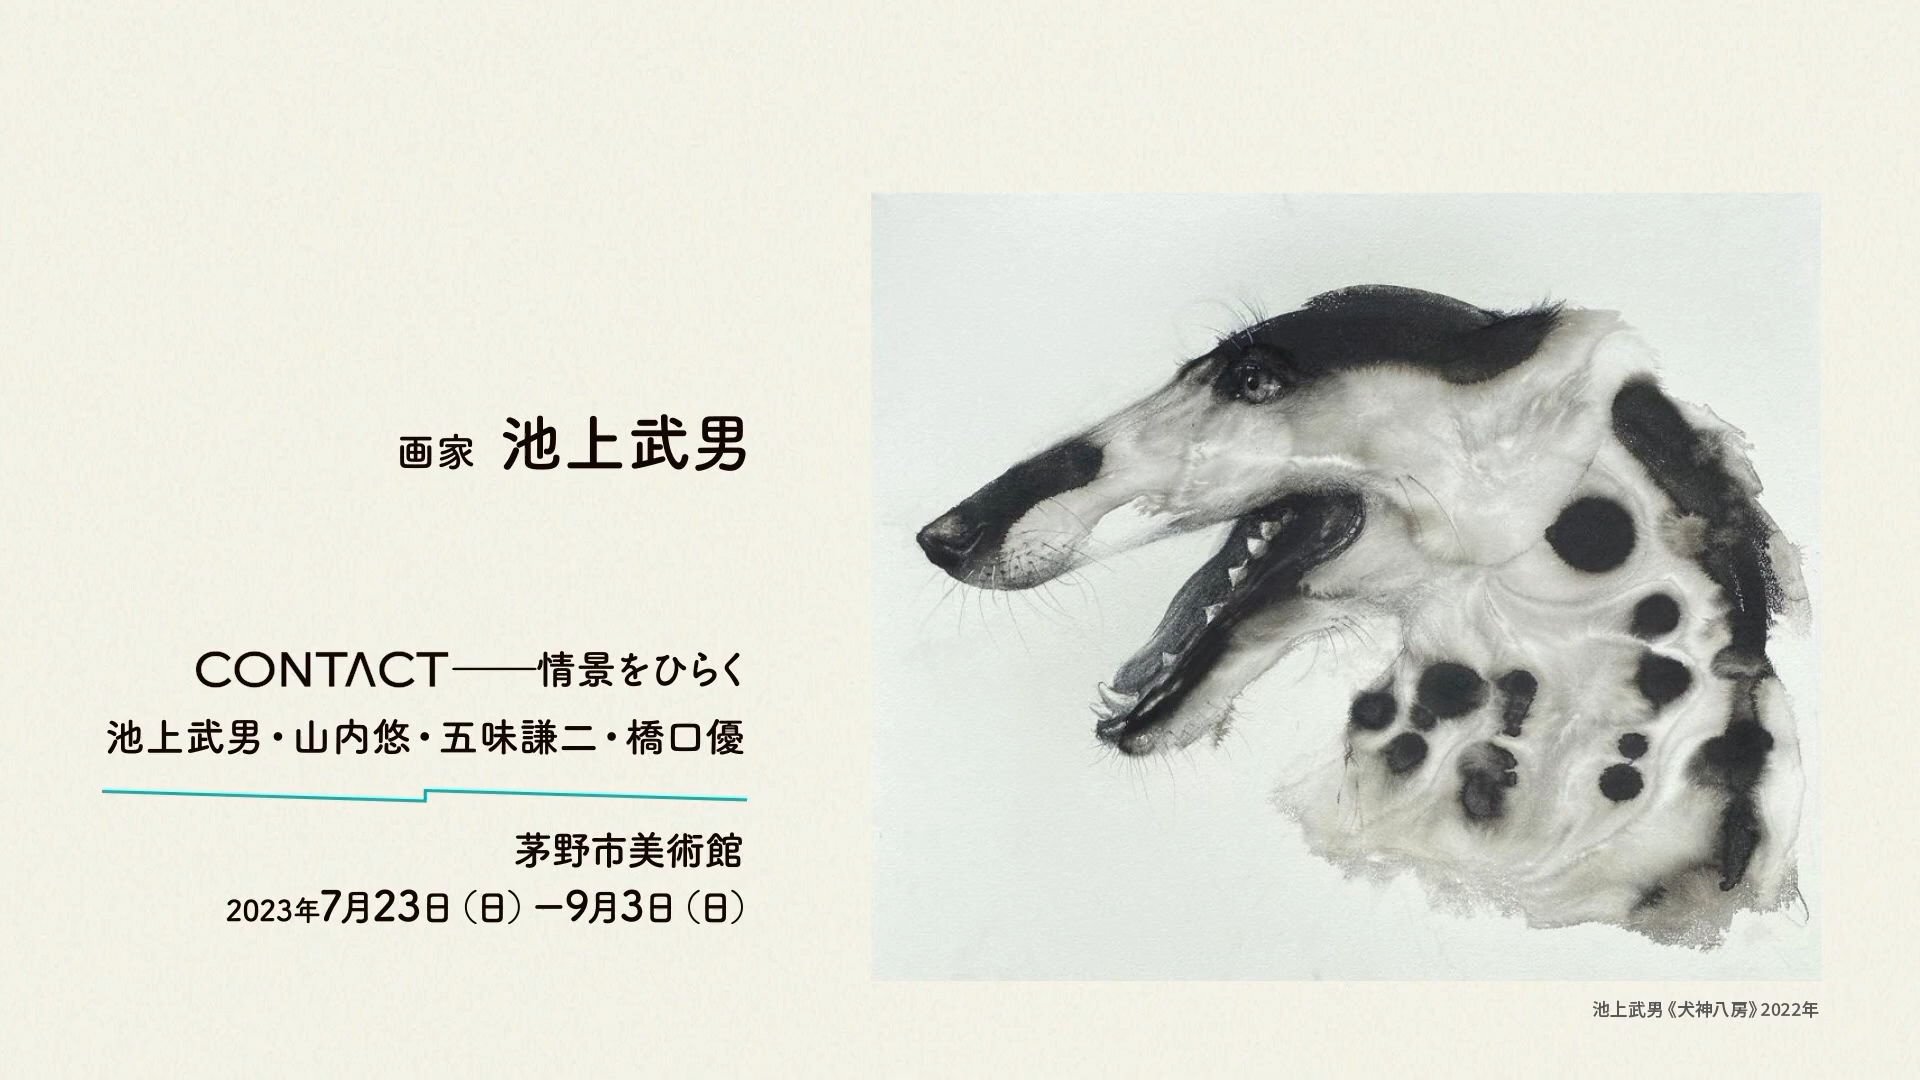 画家 池上武男
CONTACT──情景をひらく
池上武男・山内悠・五味謙二・橋口優
茅野市美術館
2023年7月23日（日）－9月3日（日）
池上武男《犬神八房》2022年